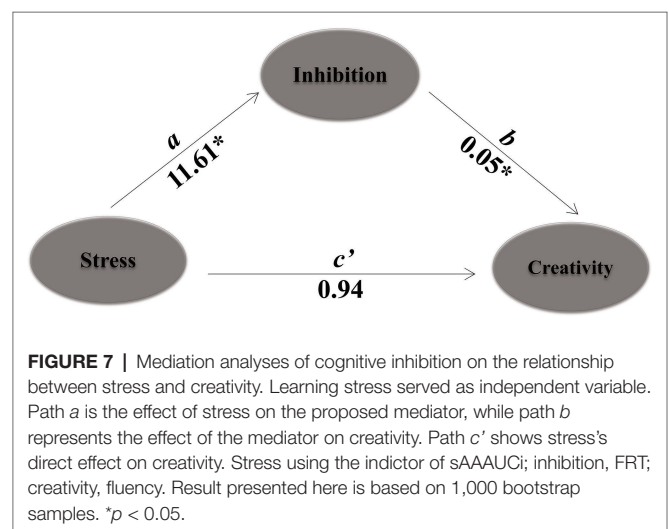 Inhibition
a
11.61*
b
0.05*
Stress
c’
0.94
Creativity
FIGURE 7 | Mediation analyses of cognitive inhibition on the relationship
between stress and creativity. Learning stress served as independent variable.
Path a is the effect of stress on the proposed mediator, while path b
represents the effect of the mediator on creativity. Path c’ shows stress’s
direct effect on creativity. Stress using the indictor of sAAAUCi; inhibition, FRT;
creativity, fluency. Result presented here is based on 1,000 bootstrap
samples. *p < 0.05.